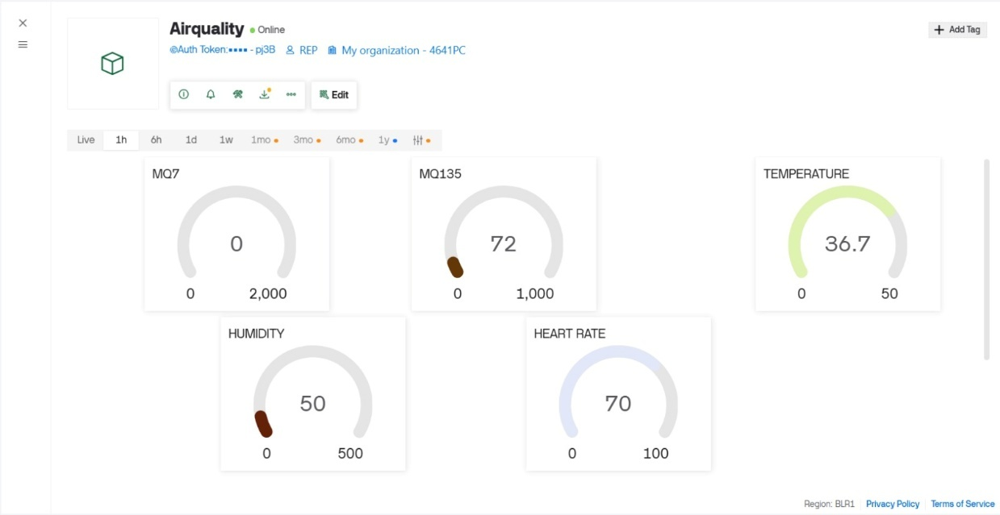 Airquality Online
@Auth Token:•••• - pj3B REP My organization - 4641PC
+ Add Tag
Edit
Live 1h 6h 1d 1w 1mo 3mo 6mo 1y
MQ7
0
0 2,000
MQ135
72
0 1,000
TEMPERATURE
36.7
0 50
HUMIDITY
50
0 500
HEART RATE
70
0 100
Region: BLR1 Privacy Policy Terms of Service